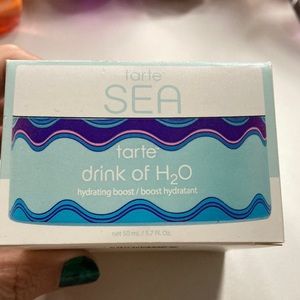 tarte
SEA
tarte
drink of H₂O
hydrating boost / boost hydratant
net 50 mL / 1.7 fl. oz.